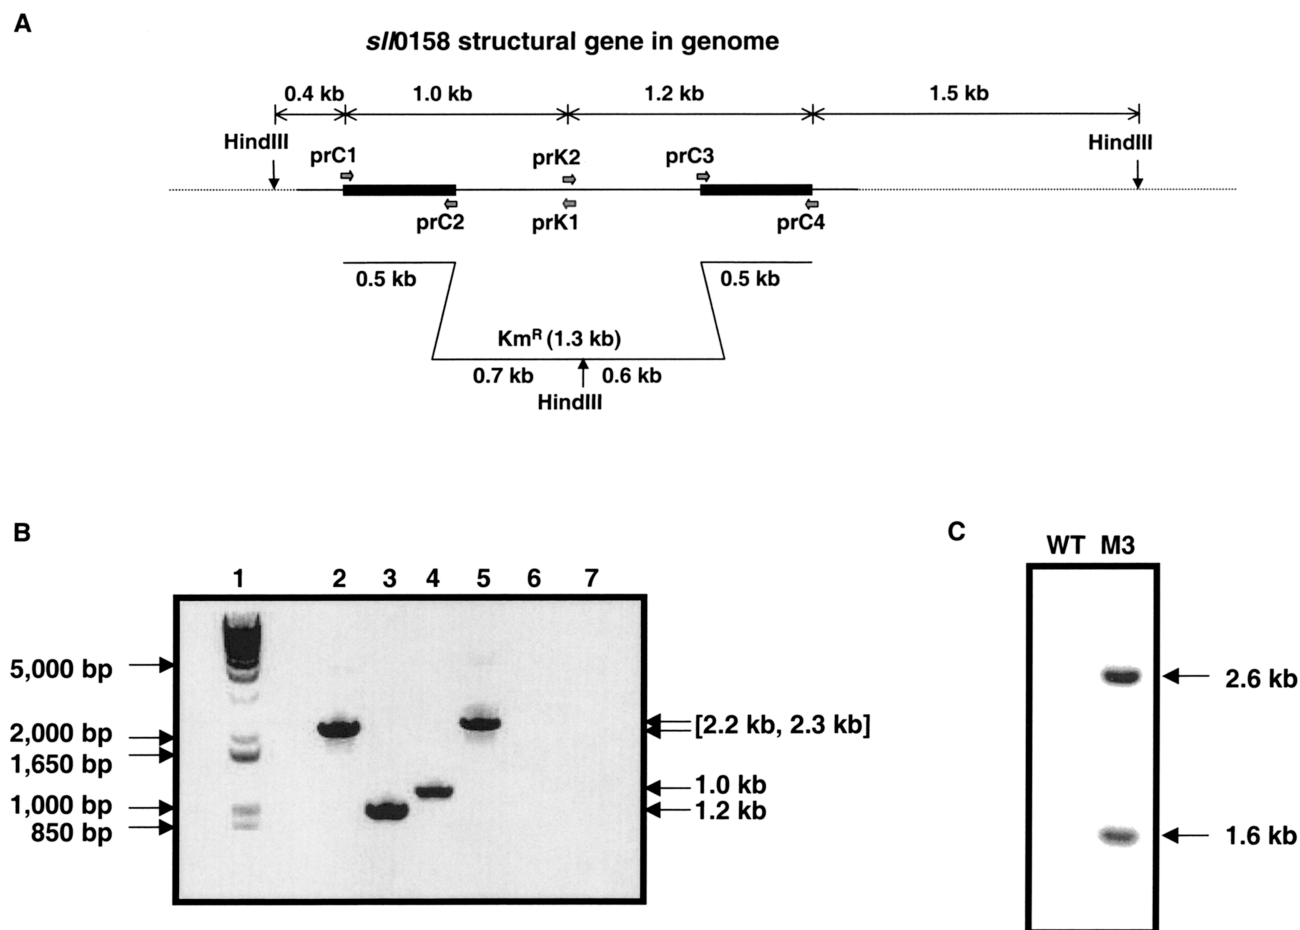 A
sll0158 structural gene in genome
0.4 kb 1.0 kb 1.2 kb 1.5 kb
HindIII HindIII
prC1 prK2 prC3
prC2 prK1 prC4
0.5 kb 0.5 kb
KmR (1.3 kb)
0.7 kb 0.6 kb
HindIII
B
1 2 3 4 5 6 7
5,000 bp
2,000 bp
1,650 bp
1,000 bp
850 bp
[2.2 kb, 2.3 kb]
1.0 kb
1.2 kb
C
WT M3
2.6 kb
1.6 kb